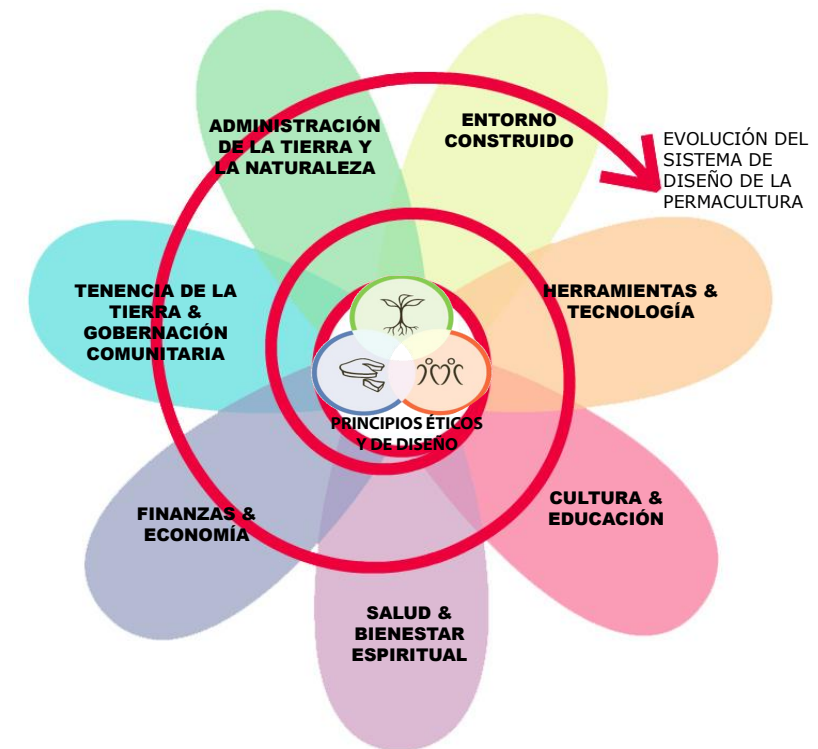 ADMINISTRACIÓN
DE LA TIERRA Y
LA NATURALEZA
ENTORNO
CONSTRUIDO
EVOLUCIÓN DEL
SISTEMA DE
DISEÑO DE LA
PERMACULTURA
HERRAMIENTAS &
TECNOLOGÍA
CULTURA &
EDUCACIÓN
SALUD &
BIENESTAR
ESPIRITUAL
FINANZAS &
ECONOMÍA
TENENCIA DE LA
TIERRA &
GOBERNACIÓN
COMUNITARIA
PRINCIPIOS ÉTICOS
Y DE DISEÑO